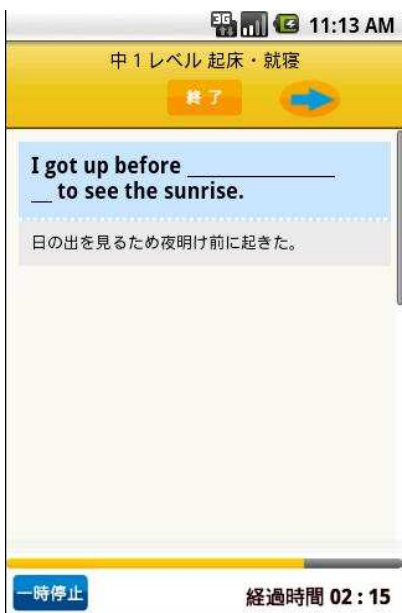 3G 11:13 AM
中1レベル 起床・就寝
終了
I got up before _______________
__ to see the sunrise.
日の出を見るため夜明け前に起きた。
一時停止 経過時間 02:15